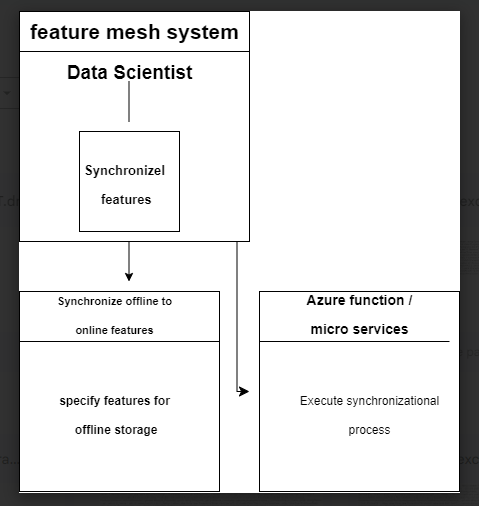 feature mesh system
Data Scientist
Synchronizel
features
Synchronize offline to
online features
specify features for
offline storage
Azure function /
micro services
Execute synchronizational
process